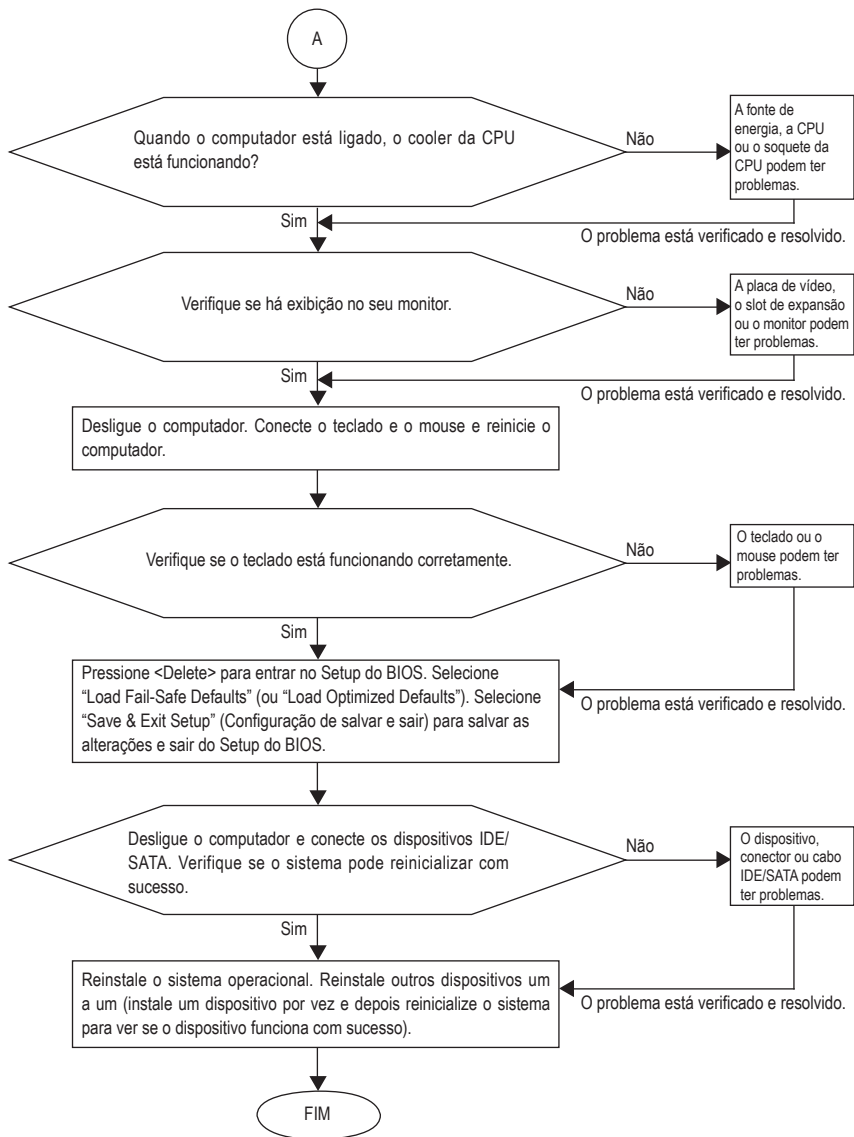 A
Quando o computador está ligado, o cooler da CPU
está funcionando?
Não
A fonte de
energia, a CPU
ou o soquete da
CPU podem ter
problemas.
Sim
O problema está verificado e resolvido.
Verifique se há exibição no seu monitor.
Não
A placa de vídeo,
o slot de expansão
ou o monitor podem
ter problemas.
Sim
O problema está verificado e resolvido.
Desligue o computador. Conecte o teclado e o mouse e reinicie o
computador.
Verifique se o teclado está funcionando corretamente.
Não
O teclado ou o
mouse podem ter
problemas.
Sim
Pressione <Delete> para entrar no Setup do BIOS. Selecione
“Load Fail-Safe Defaults” (ou “Load Optimized Defaults”). Selecione
“Save & Exit Setup” (Configuração de salvar e sair) para salvar as
alterações e sair do Setup do BIOS.
O problema está verificado e resolvido.
Desligue o computador e conecte os dispositivos IDE/
SATA. Verifique se o sistema pode reinicializar com
sucesso.
Não
O dispositivo,
conector ou cabo
IDE/SATA podem
ter problemas.
Sim
Reinstale o sistema operacional. Reinstale outros dispositivos um
a um (instale um dispositivo por vez e depois reinicialize o sistema
para ver se o dispositivo funciona com sucesso).
O problema está verificado e resolvido.
FIM